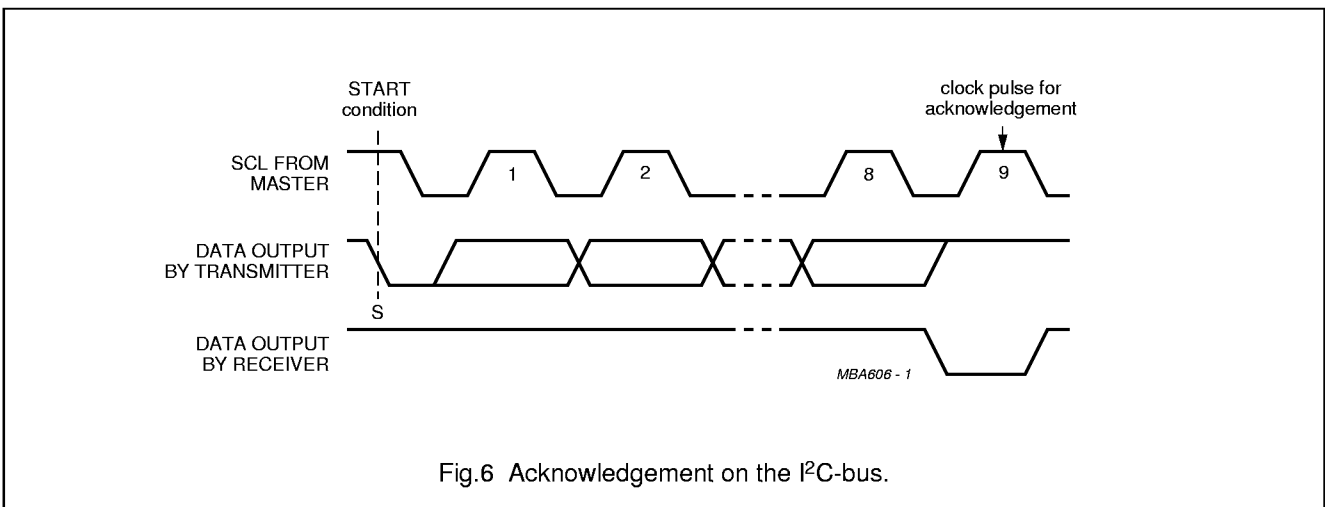 START
condition
clock pulse for
acknowledgement
SCL FROM
MASTER
1
2
8
9
DATA OUTPUT
BY TRANSMITTER
S
DATA OUTPUT
BY RECEIVER
MBA606 - 1
Fig.6 Acknowledgement on the I²C-bus.